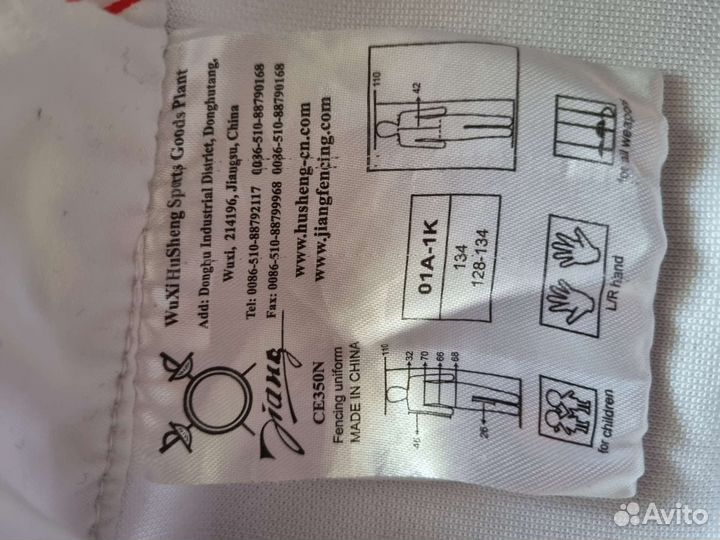 WuXi HuSheng Sports Goods Plant
Add: Donghu Industrial District, Donghutang,
Wuxi, 214196, Jiangsu, China
Tel: 0086-510-88792117 0036-510-88790168
Fax: 0086-510-88799968 0086-510-88790168
www.husheng-cn.com
www.jiangfencing.com
Jiang
CE350N
Fencing uniform
MADE IN CHINA
110
42
01A-1K
134
128-134
110
32
70
66
68
46
26
for all weapons
L/R hand
for children
Avito